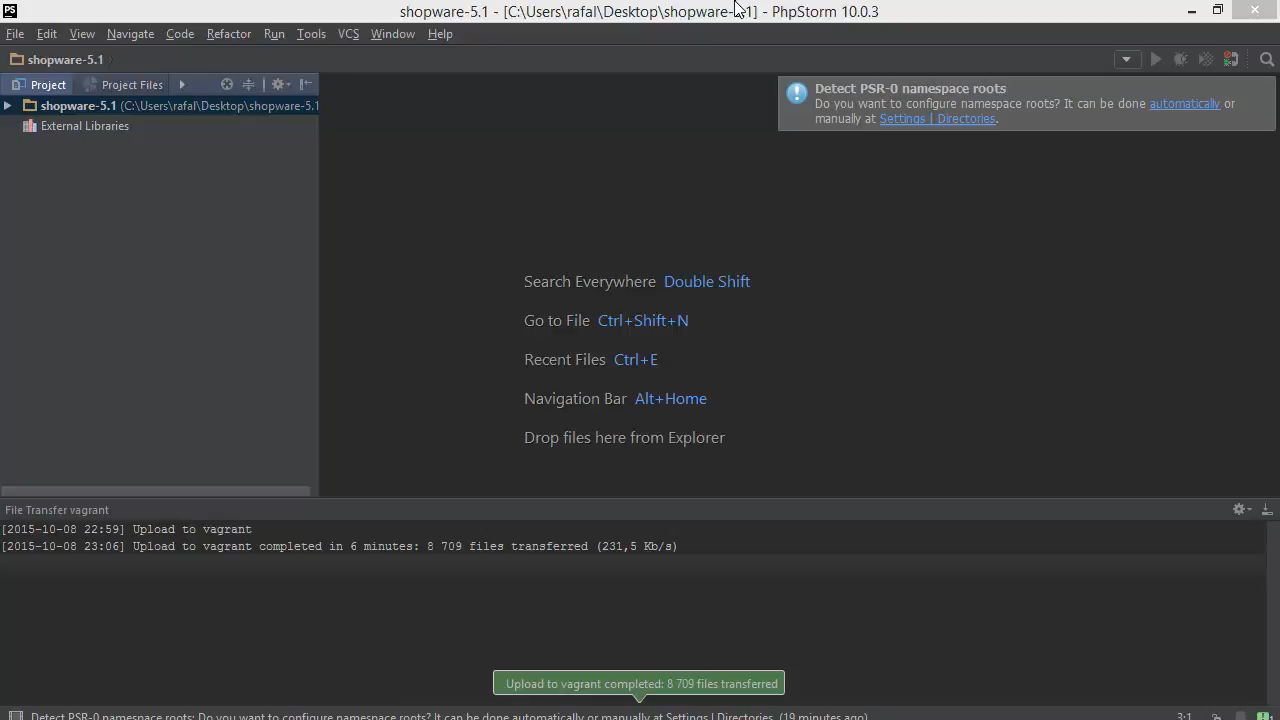 PS
shopware-5.1 - [C:\Users\rafal\Desktop\shopware-5.1] - PhpStorm 10.0.3
File Edit View Navigate Code Refactor Run Tools VCS Window Help
shopware-5.1
Project Project Files
Detect PSR-0 namespace roots
Do you want to configure namespace roots? It can be done automatically or
manually at Settings | Directories.
shopware-5.1 (C:\Users\rafal\Desktop\shopware-5.1
External Libraries
Search Everywhere Double Shift
Go to File Ctrl+Shift+N
Recent Files Ctrl+E
Navigation Bar Alt+Home
Drop files here from Explorer
File Transfer vagrant
[2015-10-08 22:59] Upload to vagrant
[2015-10-08 23:06] Upload to vagrant completed in 6 minutes: 8 709 files transferred (231,5 Kb/s)
Upload to vagrant completed: 8 709 files transferred
Detect PSR-0 namespace roots: Do you want to configure namespace roots? It can be done automatically or manually at Settings | Directories. (19 minutes ago) 3:1